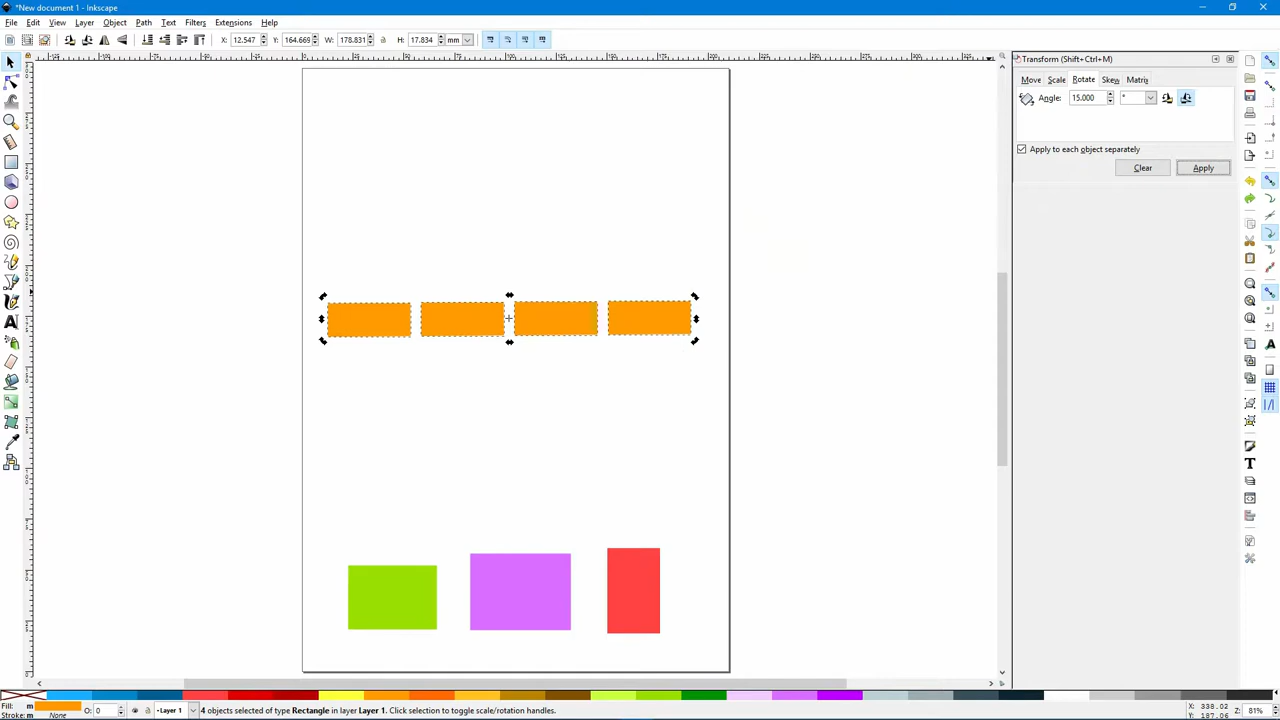 *New document 1 - Inkscape
File Edit View Layer Object Path Text Filters Extensions Help
X: 12.547 Y: 164.669 W: 178.831 H: 17.834 mm
Transform (Shift+Ctrl+M)
Move Scale Rotate Skew Matrix
Angle: 15.000 °
Apply to each object separately
Clear Apply
Fill: m O: 0 Layer 1 4 objects selected of type Rectangle in layer Layer 1. Click selection to toggle scale/rotation handles. X: 338.02 Z: 81%
Stroke: m None Y: 187.06